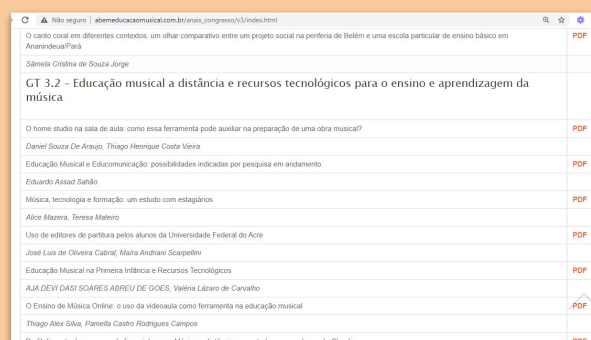 Não seguro | abemeducacaomusical.com.br/anais_congresso/v3/index.html
O canto coral em diferentes contextos: um olhar comparativo entre um projeto social na periferia de Belém e uma escola particular de ensino básico em PDF
Ananindeua/Pará
Sâmela Cristina de Souza Jorge
GT 3.2 – Educação musical a distância e recursos tecnológicos para o ensino e aprendizagem da
música
O home studio na sala de aula: como essa ferramenta pode auxiliar na preparação de uma obra musical? PDF
Daniel Souza De Araujo, Thiago Henrique Costa Vieira
Educação Musical e Educomunicação: possibilidades indicadas por pesquisa em andamento PDF
Eduardo Assad Sahão
Música, tecnologia e formação: um estudo com estagiários PDF
Alice Mazera, Teresa Mateiro
Uso de editores de partitura pelos alunos da Universidade Federal do Acre PDF
José Luis de Oliveira Cabral, Maíra Andriani Scarpellini
Educação Musical na Primeira Infância e Recursos Tecnológicos PDF
AJA DEVI DASI SOARES ABREU DE GOES, Valéria Lázaro de Carvalho
O Ensino de Música Online: o uso da videoaula como ferramenta na educação musical PDF
Thiago Alex Silva, Pamella Castro Rodrigues Campos